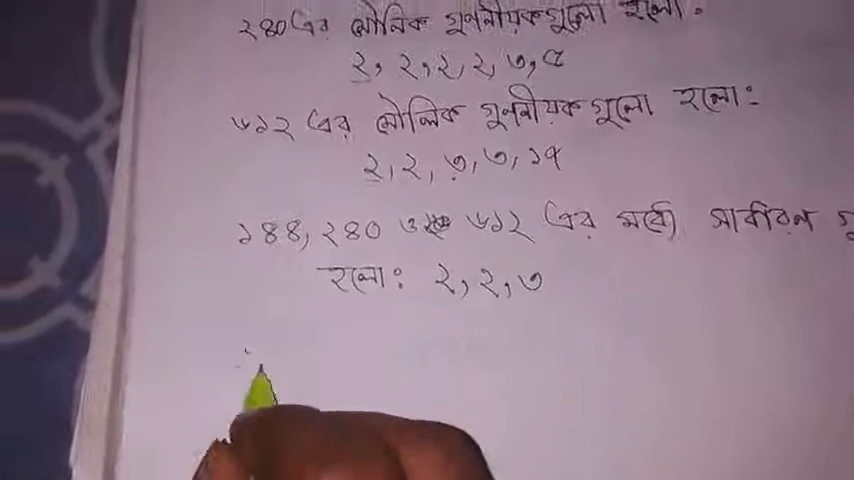 ২৪০ এর মৌলিক গুণনীয়কগুলো হলো:
২, ২, ২, ২, ৩, ৫
৬১২ এর মৌলিক গুণনীয়কগুলো হলো:
২, ২, ৩, ৩, ১৭
১৪৪, ২৪০ ও ৬১২ এর মধ্যে সাধারণ
হলো: ২, ২, ৩